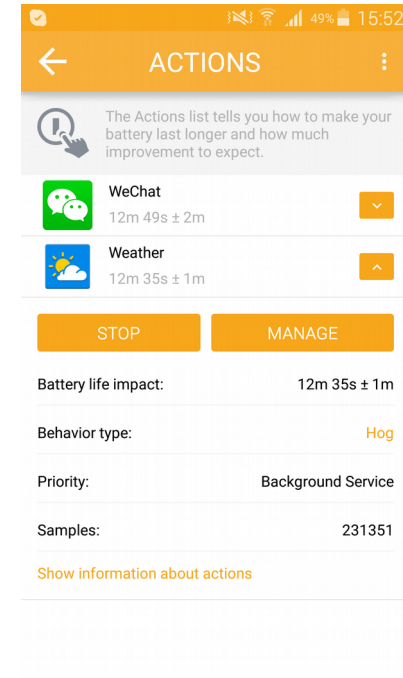 49% 15:52
ACTIONS
The Actions list tells you how to make your
battery last longer and how much
improvement to expect.
WeChat
12m 49s ± 2m
Weather
12m 35s ± 1m
STOP MANAGE
Battery life impact: 12m 35s ± 1m
Behavior type: Hog
Priority: Background Service
Samples: 231351
Show information about actions